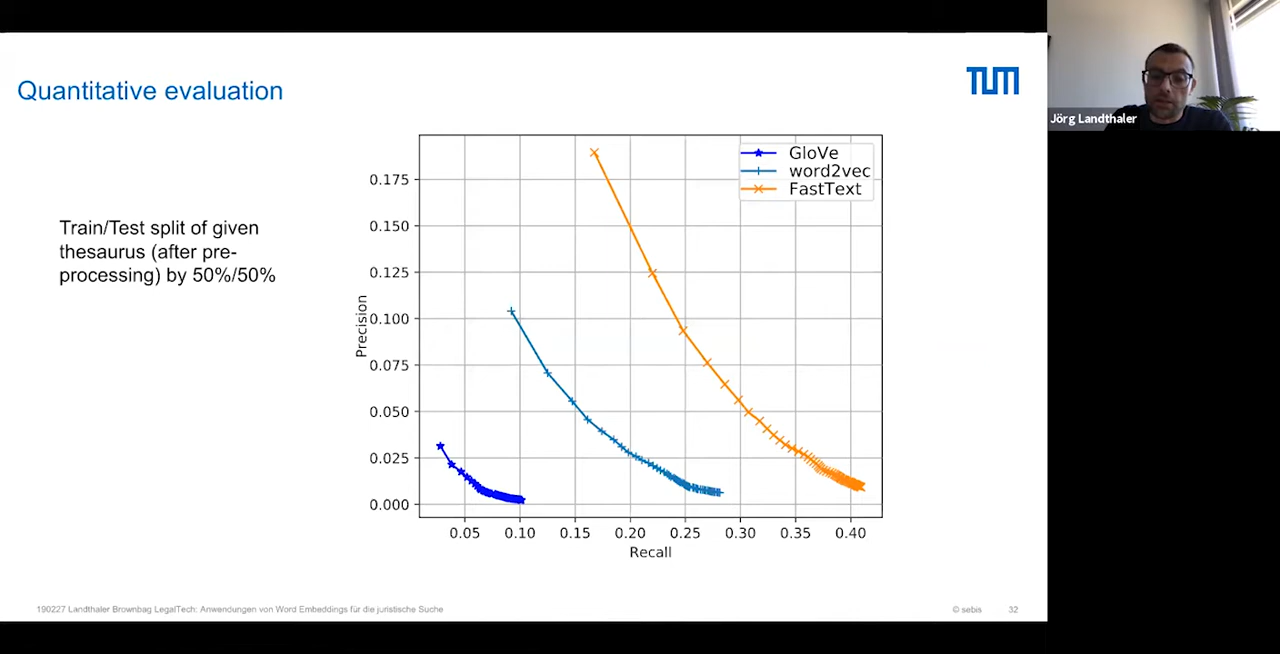 Quantitative evaluation
TUM
Jörg Landthaler
Train/Test split of given
thesaurus (after pre-
processing) by 50%/50%
GloVe
word2vec
FastText
0.175
0.150
0.125
0.100
0.075
0.050
0.025
0.000
Precision
0.05 0.10 0.15 0.20 0.25 0.30 0.35 0.40
Recall
190227 Landthaler Brownbag LegalTech: Anwendungen von Word Embeddings für die juristische Suche
© sebis 32